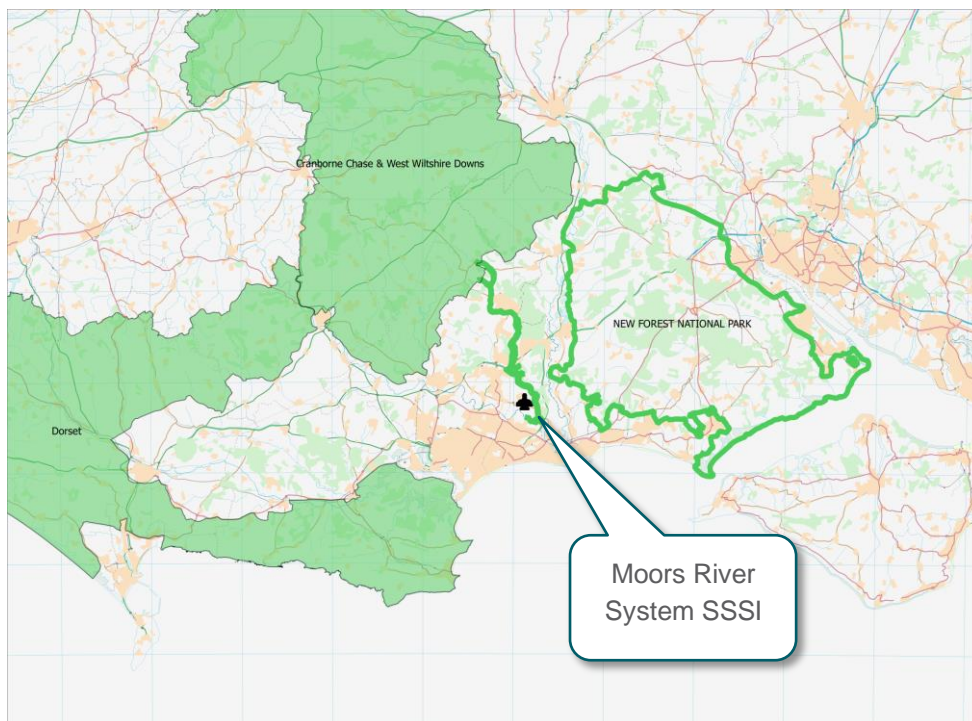 Cranborne Chase & West Wiltshire Downs
NEW FOREST NATIONAL PARK
Dorset
Moors River
System SSSI